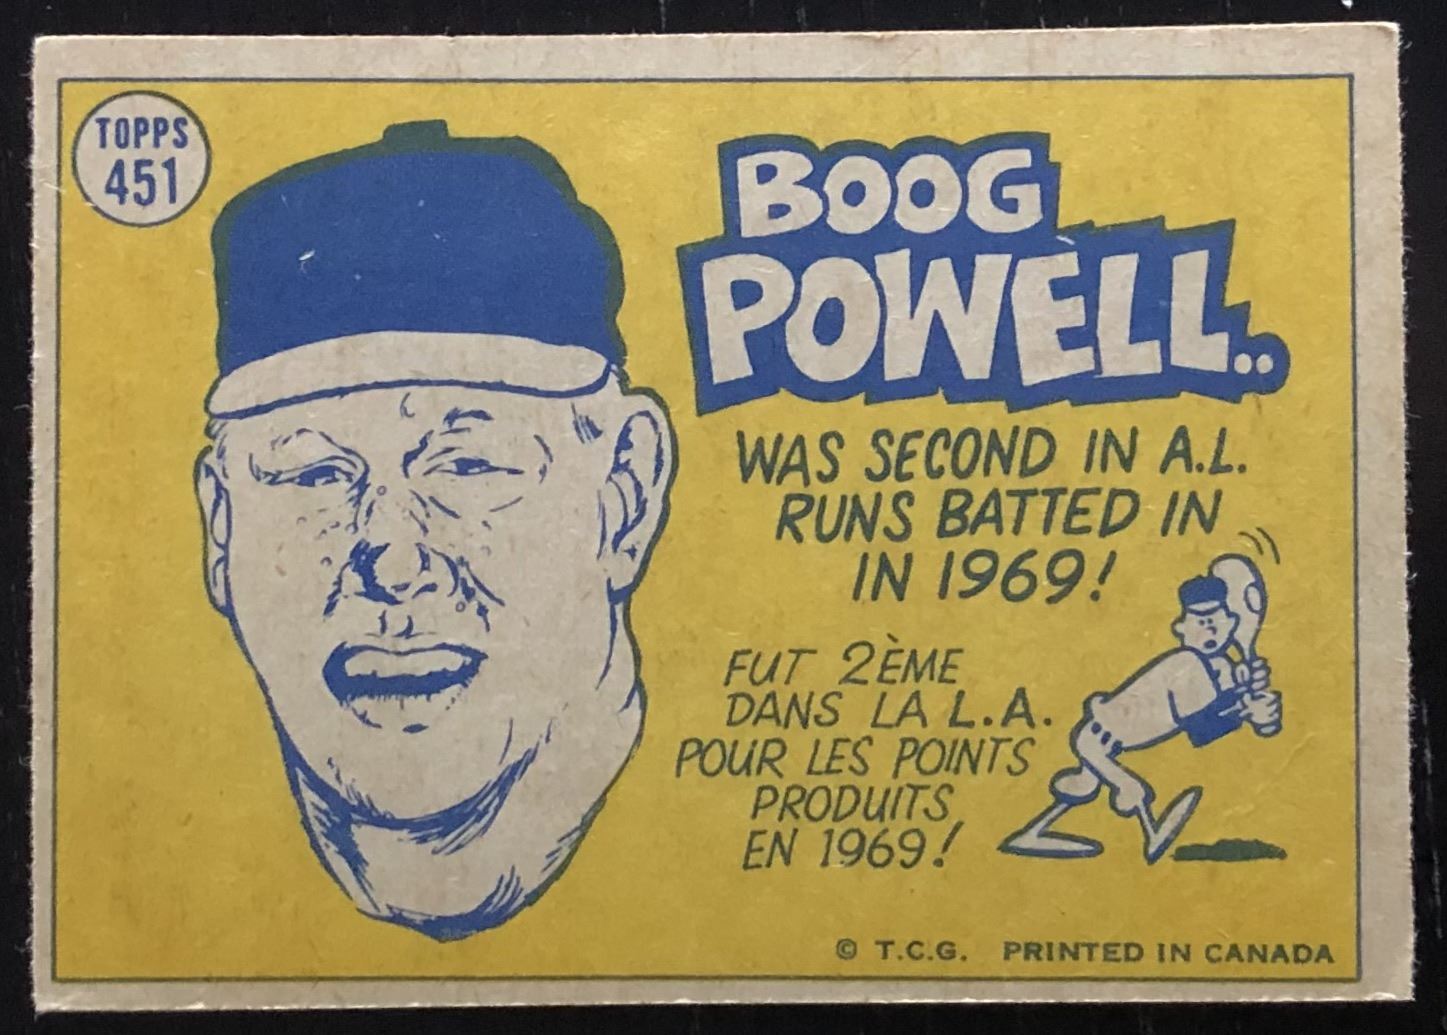 TOPPS
451
BOOG
POWELL..
WAS SECOND IN A.L.
RUNS BATTED IN
IN 1969!
FUT 2ÈME
DANS LA L.A.
POUR LES POINTS
PRODUITS
EN 1969!
© T.C.G. PRINTED IN CANADA